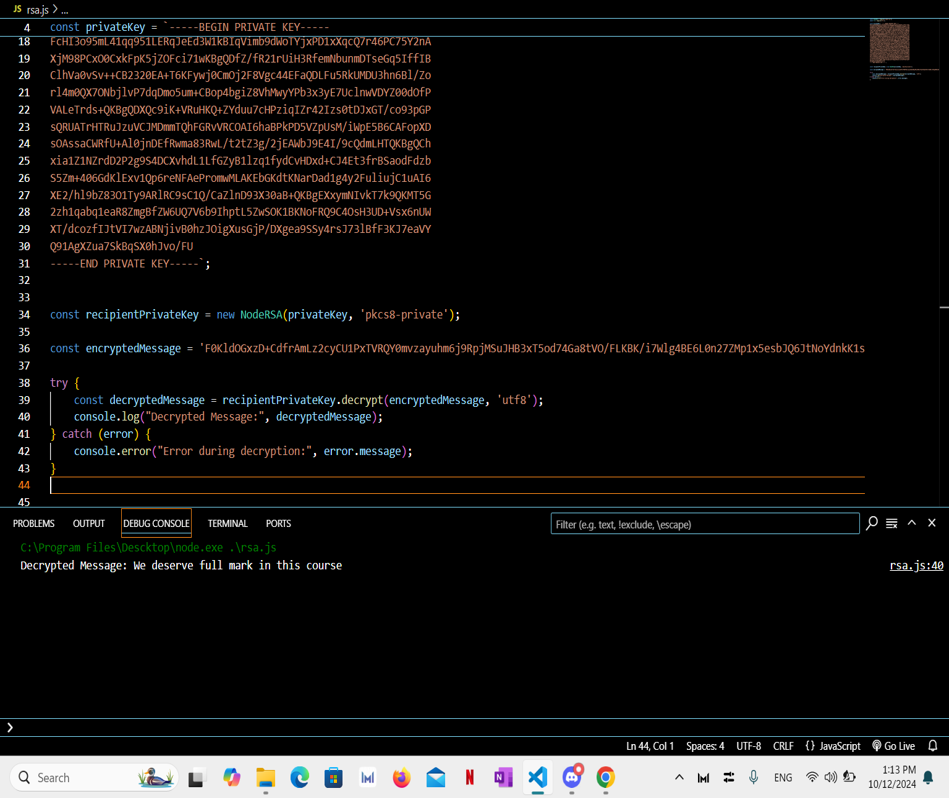 JS rsa.js > ...
4 const privateKey = `-----BEGIN PRIVATE KEY-----
18 FcHI3o95mL41qq951LERqJeEd3W1kBIqVimb9dWoTYjxPD1xXqcQ7r46PC75Y2nA
19 XjM98PCxO0CxkFpK5jZOFci71wKBgQDfZ/fR21rUiH3RfemNbunmDTseGq5IffIB
20 ClhVa0vSv++CB2320EA+T6KFywj0CmOj2F8Vgc44EFaQDLFu5RkUMDU3hn6Bl/Zo
21 rl4m0QX7ONbjlvP7dqDmo5um+CBop4bgiZ8VhMwyYPb3x3yE7UclnwVDYZ00dOfP
22 VALeTrds+QKBgQDXQc9iK+VRuHKQ+ZYduu7cHPziqIZr42Izs0tDJxGT/co93pGP
23 sQRUATrHTRuJzuVCJMDmmTQhFGRvVRCOAI6haBPkPD5VZpUsM/iWpE5B6CAFopXD
24 sOAssaCWRfU+Al0jnDEfRwma83RwL/t2tZ3g/2jEAWbJ9E4I/9cQdmLHTQKBgQCh
25 xia1Z1NZrdD2P2g9S4DCXvhdL1LfGZyB1lzq1fydCvHDxd+CJ4Et3frBSaodFdzb
26 S5Zm+406GdKlExv1Qp6reNFAePromwMLAKEbGKdtKNarDad1g4y2FuliujC1uAI6
27 XE2/hl9bZ83O1Ty9ARlRC9sC1Q/CaZlnD93X30aB+QKBgEXxymNIvkT7k9QKMT5G
28 2zh1qabq1eaR8ZmgBfZW6UQ7V6b9IhptL5ZwSOK1BKNoFRQ9C4OsH3UD+Vsx6nUW
29 XT/dcozfIJtVI7wzABNjivB0hzJOigXusGjP/DXgea9SSy4rsJ73lBfF3KJ7eaVY
30 Q91AgXZua7SkBqSX0hJvo/FU
31 -----END PRIVATE KEY-----`;
32
33
34 const recipientPrivateKey = new NodeRSA(privateKey, 'pkcs8-private');
35
36 const encryptedMessage = 'F0KldOGxzD+CdfrAmLz2cyCU1PxTVRQY0mvzayuhm6j9RpjMSuJHB3xT5od74Ga8tVO/FLKBK/i7Wlg4BE6L0n27ZMp1x5esbJQ6JtNoYdnkK1s
37
38 try {
39 const decryptedMessage = recipientPrivateKey.decrypt(encryptedMessage, 'utf8');
40 console.log("Decrypted Message:", decryptedMessage);
41 } catch (error) {
42 console.error("Error during decryption:", error.message);
43 }
44
45
PROBLEMS OUTPUT DEBUG CONSOLE TERMINAL PORTS Filter (e.g. text, !exclude, \escape)
C:\Program Files\Descktop\node.exe .\rsa.js
Decrypted Message: We deserve full mark in this course rsa.js:40
Ln 44, Col 1 Spaces: 4 UTF-8 CRLF {} JavaScript Go Live
Search ENG 1:13 PM
10/12/2024